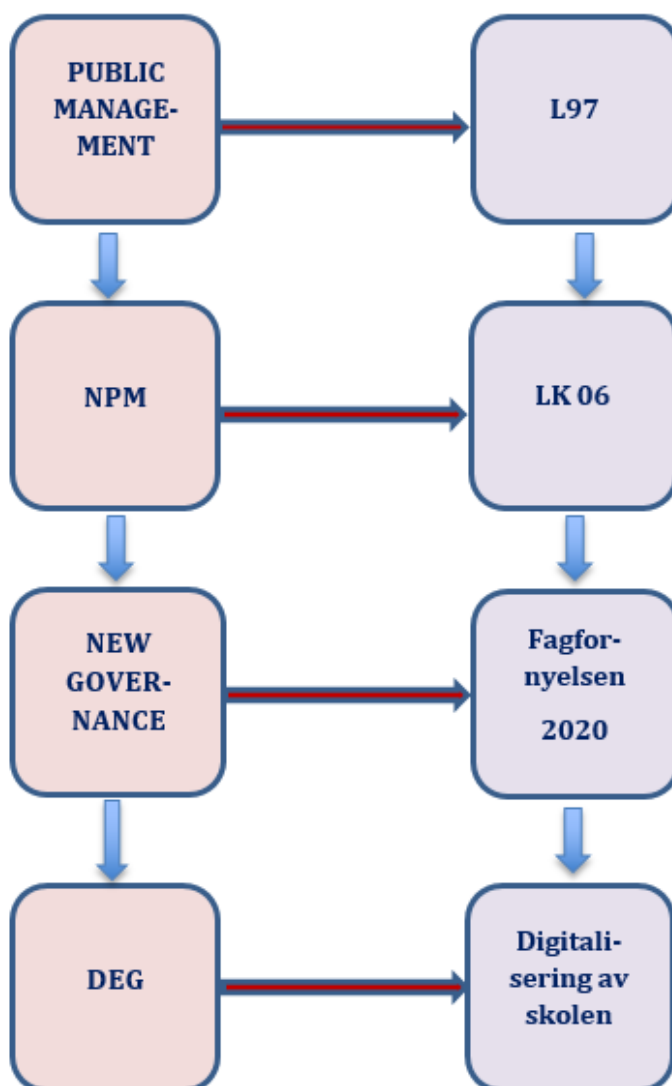 PUBLIC
MANAGE-
MENT
L97
NPM
LK 06
NEW
GOVER-
NANCE
Fagfor-
nyelsen
2020
DEG
Digitali-
sering av
skolen